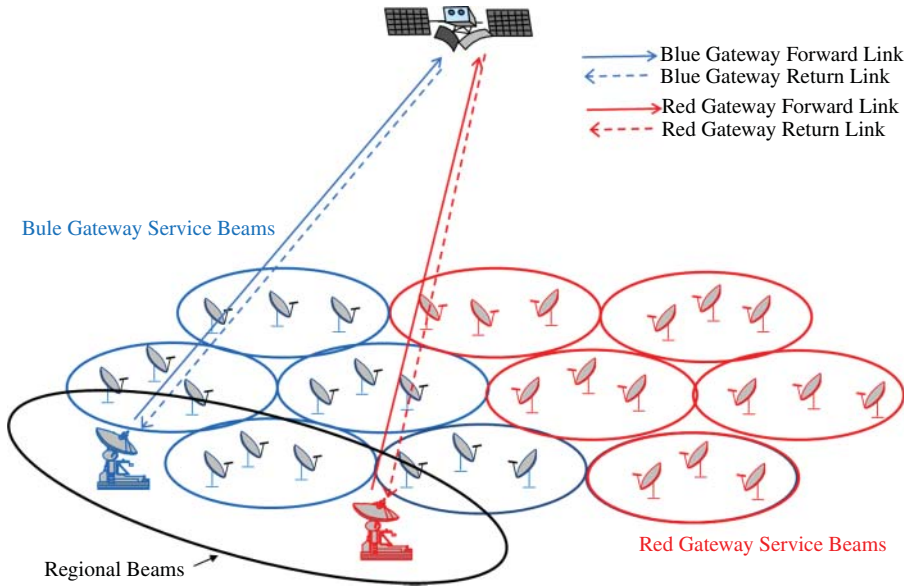 Blue Gateway Forward Link
Blue Gateway Return Link
Red Gateway Forward Link
Red Gateway Return Link
Bule Gateway Service Beams
Red Gateway Service Beams
Regional Beams